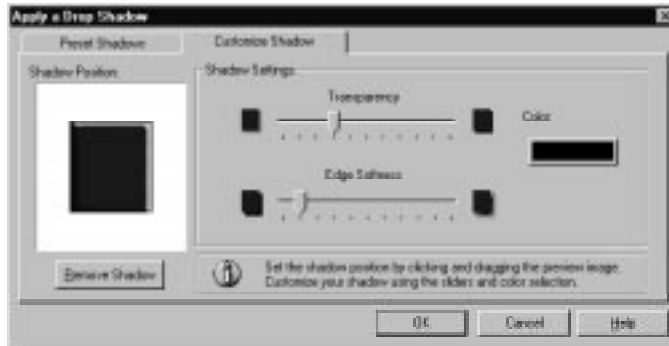 Apply a Drop Shadow
Preset Shadows
Customize Shadow
Shadow Position:
Shadow Settings:
Transparency
Color:
Edge Softness
Remove Shadow
Set the shadow position by clicking and dragging the preview image.
Customize your shadow using the sliders and color selection.
OK
Cancel
Help